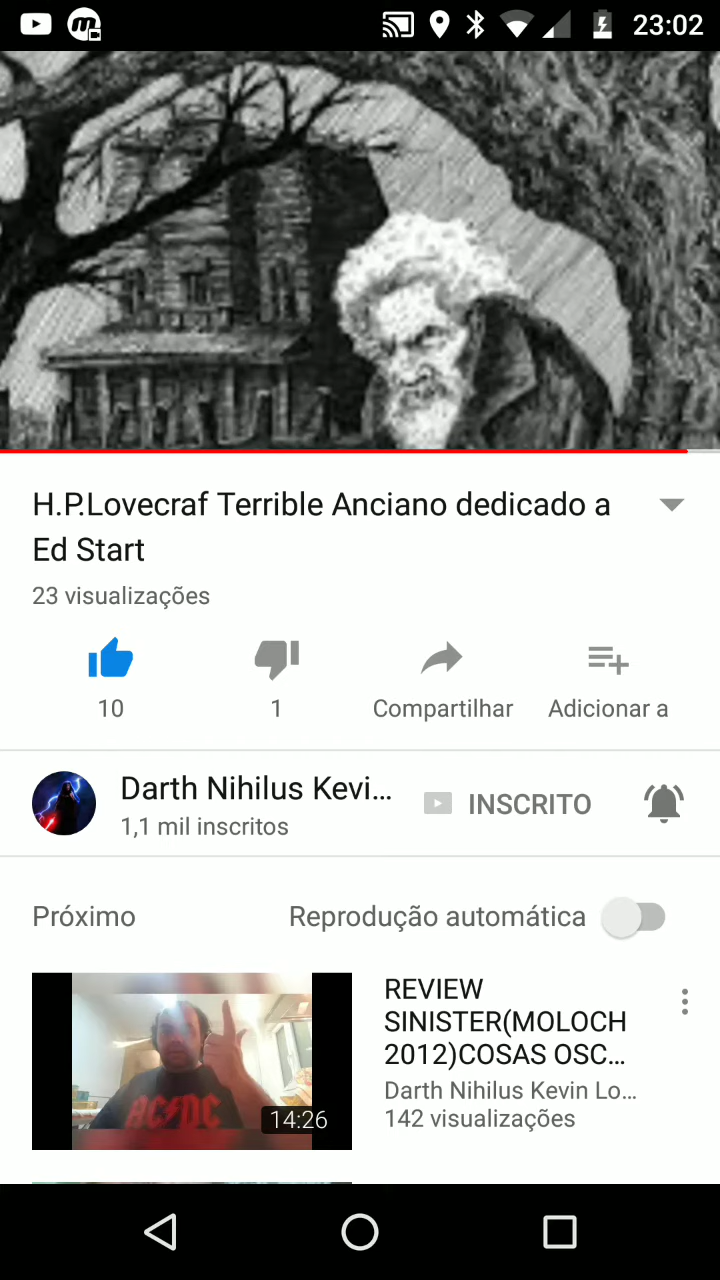 23:02
H.P.Lovecraf Terrible Anciano dedicado a
Ed Start
23 visualizações
10
1
Compartilhar
Adicionar a
Darth Nihilus Kevi...
INSCRITO
1,1 mil inscritos
Próximo
Reprodução automática
REVIEW
SINISTER(MOLOCH
2012)COSAS OSC...
Darth Nihilus Kevin Lo...
142 visualizações
AC/DC
14:26